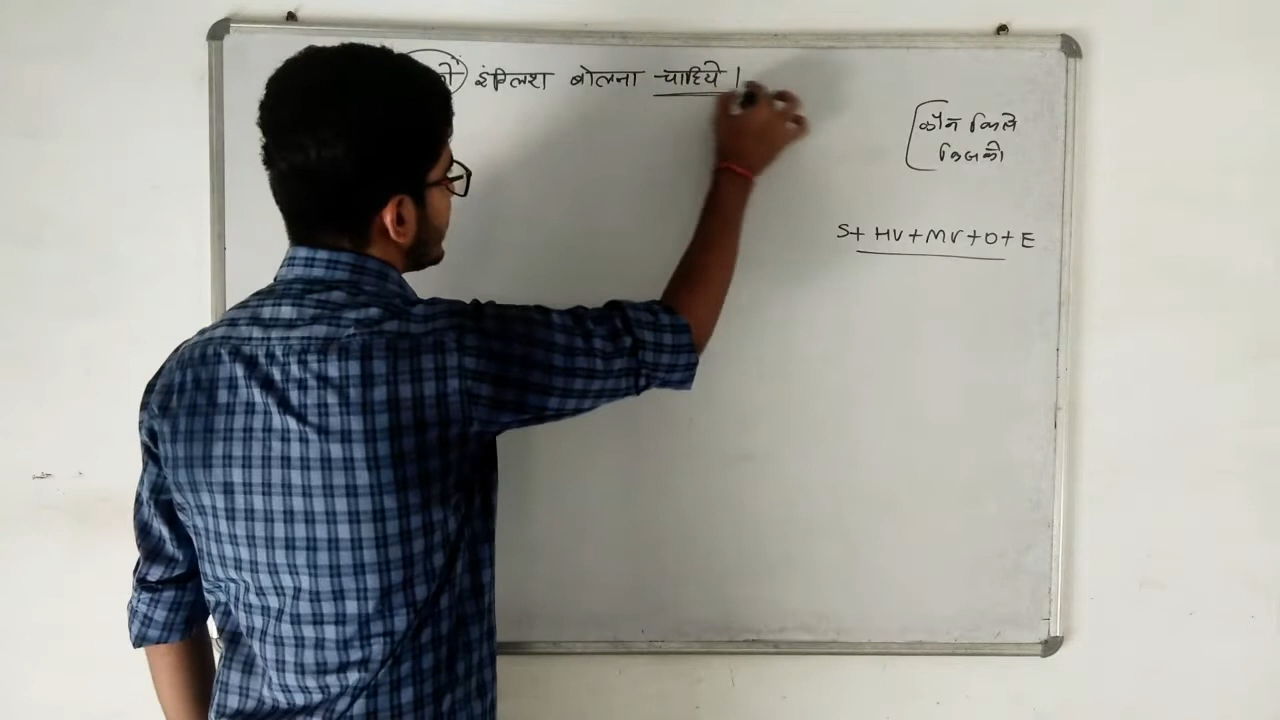 इंग्लिश बोलना चाहिये।
कौन किसे
किसको
S+ HV+MV+O+E